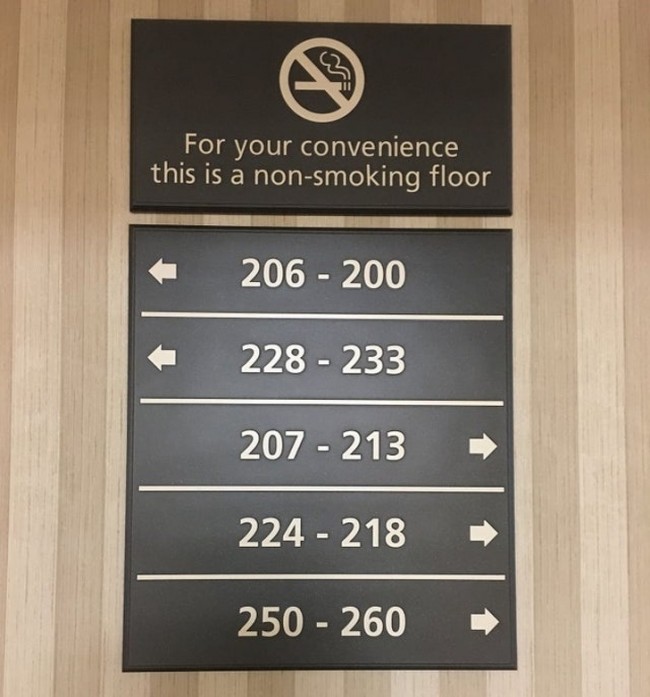 For your convenience
this is a non-smoking floor
206 - 200
228 - 233
207 - 213
224 - 218
250 - 260